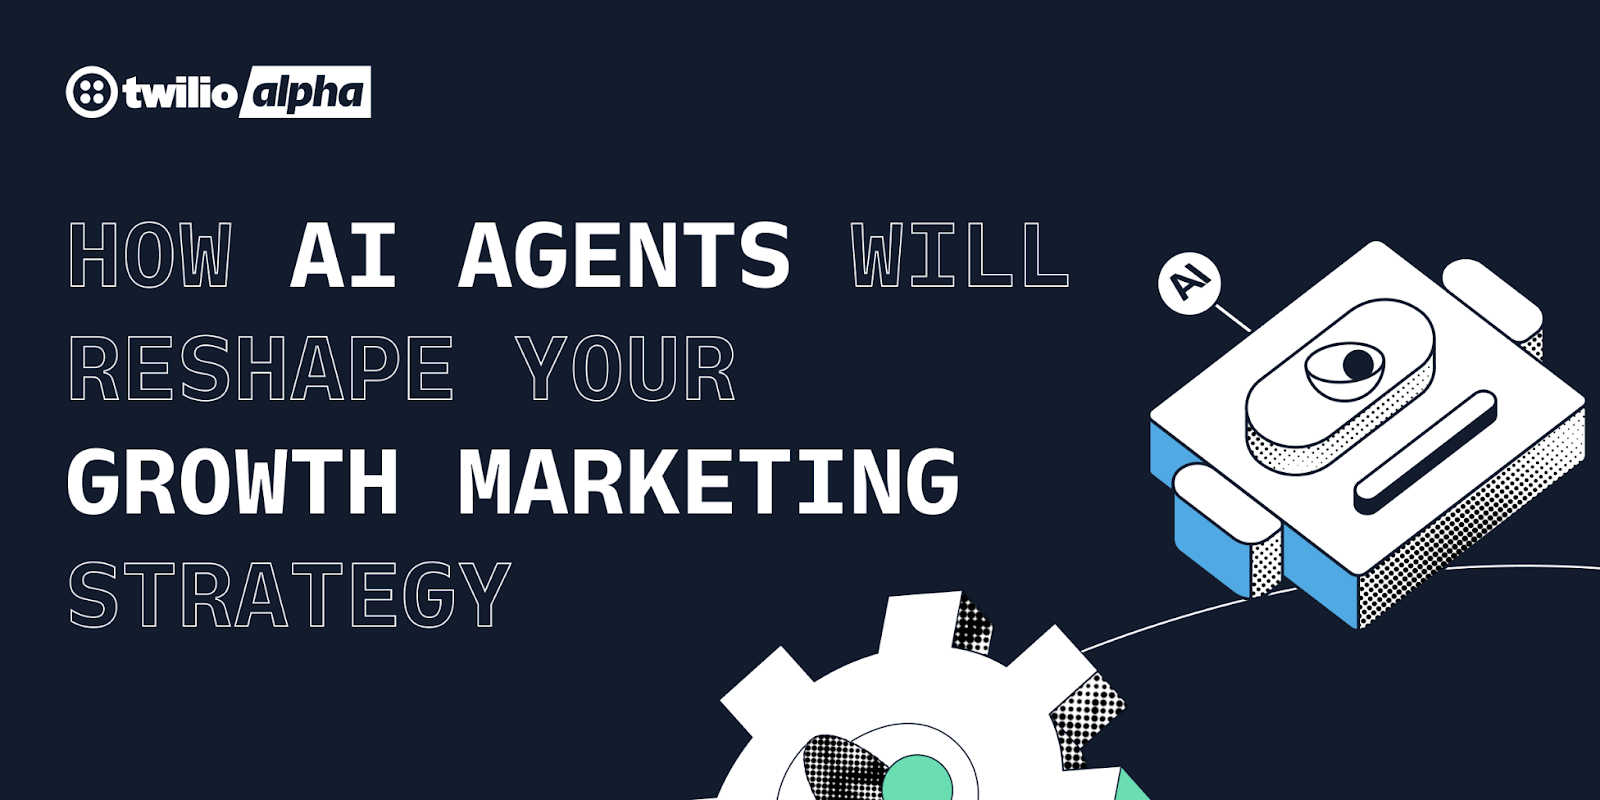 twilio alpha
HOW AI AGENTS WILL
RESHAPE YOUR
GROWTH MARKETING
STRATEGY
AI